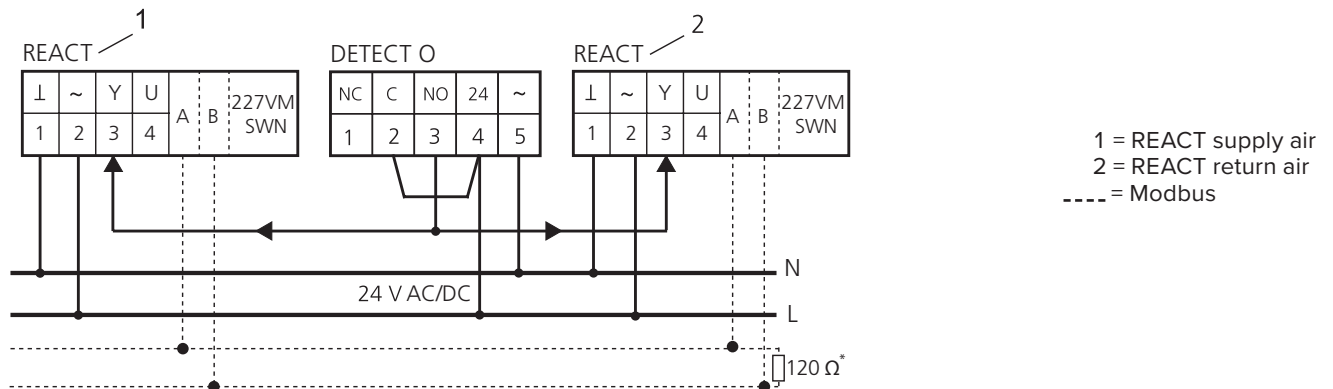 1
2
REACT
DETECT O
REACT
⊥ ~ Y U A B 227VM SWN
1 2 3 4
NC C NO 24 ~
1 2 3 4 5
⊥ ~ Y U A B 227VM SWN
1 2 3 4
1 = REACT supply air
2 = REACT return air
---- = Modbus
N
24 V AC/DC
L
120 Ω*